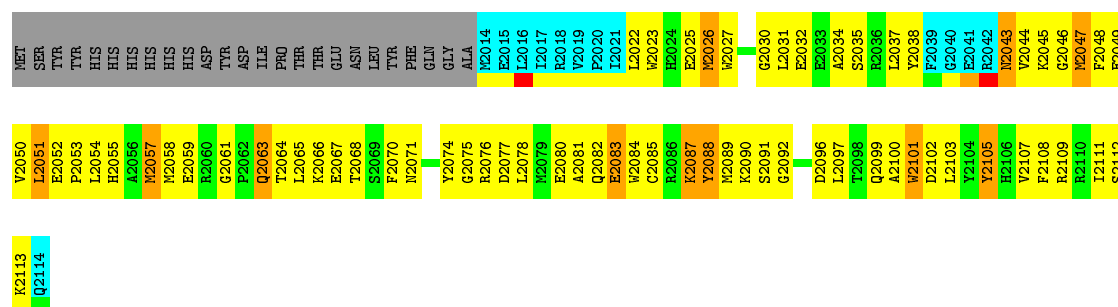 MET SER TYR TYR HIS HIS HIS HIS HIS HIS ASP TYR ASP ILE PRO THR THR GLU ASN LEU TYR PHE GLN GLY ALA M2014 E2015 L2016 I2017 R2018 V2019 P2020 I2021 L2022 W2023 H2024 E2025 M2026 W2027 G2030 L2031 E2032 E2033 A2034 S2035 R2036 L2037 Y2038 F2039 G2040 E2041 R2042 N2043 V2044 K2045 G2046 M2047 F2048 E2049
V2050 L2051 E2052 P2053 L2054 H2055 A2056 M2057 M2058 E2059 R2060 G2061 P2062 Q2063 T2064 L2065 K2066 E2067 T2068 S2069 F2070 N2071 Y2074 G2075 R2076 D2077 L2078 M2079 E2080 A2081 Q2082 E2083 W2084 C2085 R2086 K2087 Y2088 M2089 K2090 S2091 G2092 D2096 L2097 T2098 Q2099 A2100 W2101 D2102 L2103 Y2104 Y2105 H2106 V2107 F2108 R2109 R2110 I2111 S2112
K2113 Q2114